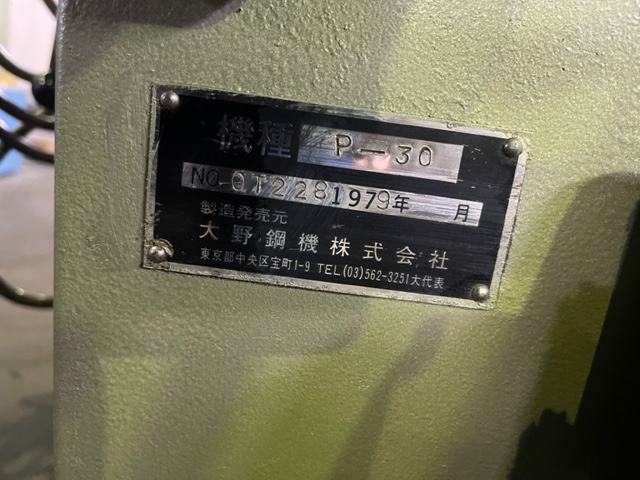 機種 P-30
NO. OT2281979年 月
製造発売元
大野鋼機株式会社
東京都中央区宝町1-9 TEL(03)562-3251大代表